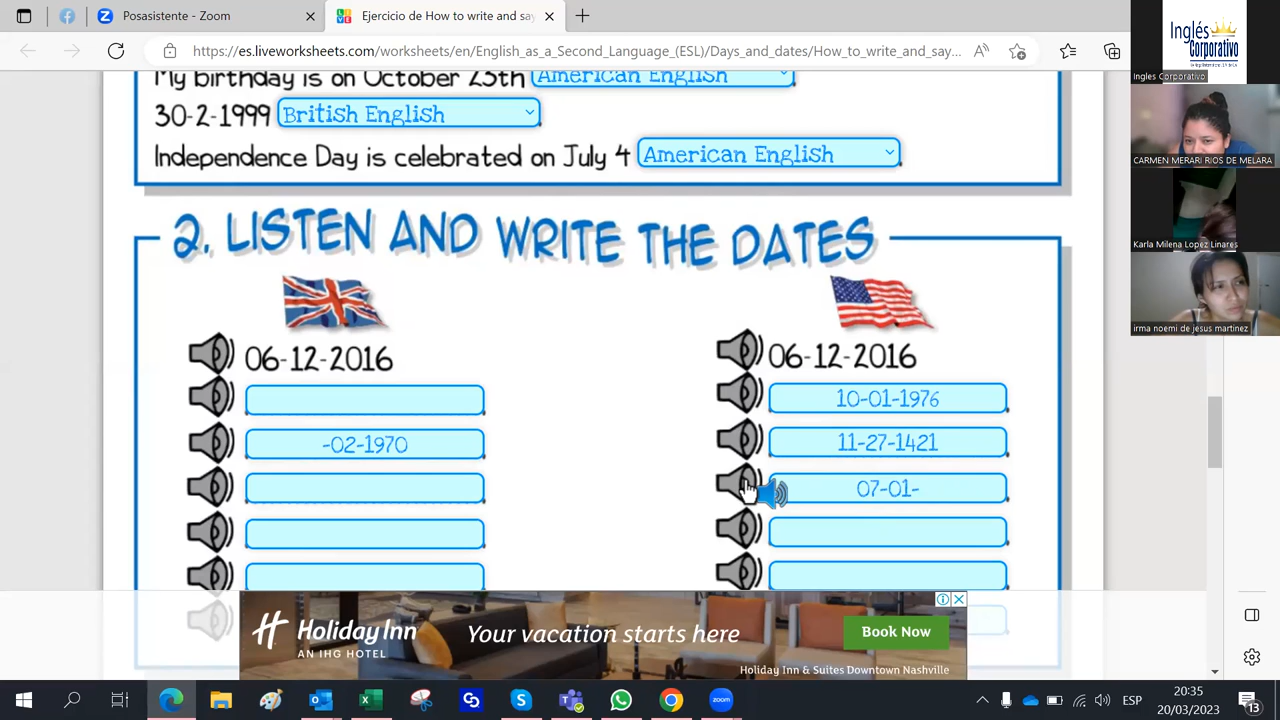 Posasistente - Zoom
Ejercicio de How to write and say
https://es.liveworksheets.com/worksheets/en/English_as_a_Second_Language_(ESL)/Days_and_dates/How_to_write_and_say...
Inglés
Corporativo
Ingles Corporativo
My birthday is on October 23th American English
30-2-1999 British English
CARMEN MERARI RIOS DE MELARA
Independence Day is celebrated on July 4 American English
2. LISTEN AND WRITE THE DATES
Karla Milena Lopez Linares
irma noemi de jesus martinez
06-12-2016
06-12-2016
10-01-1976
-02-1970
11-27-1421
07-01-
Holiday Inn
AN IHG HOTEL
Your vacation starts here
Book Now
Holiday Inn & Suites Downtown Nashville
ESP
20:35
20/03/2023
13